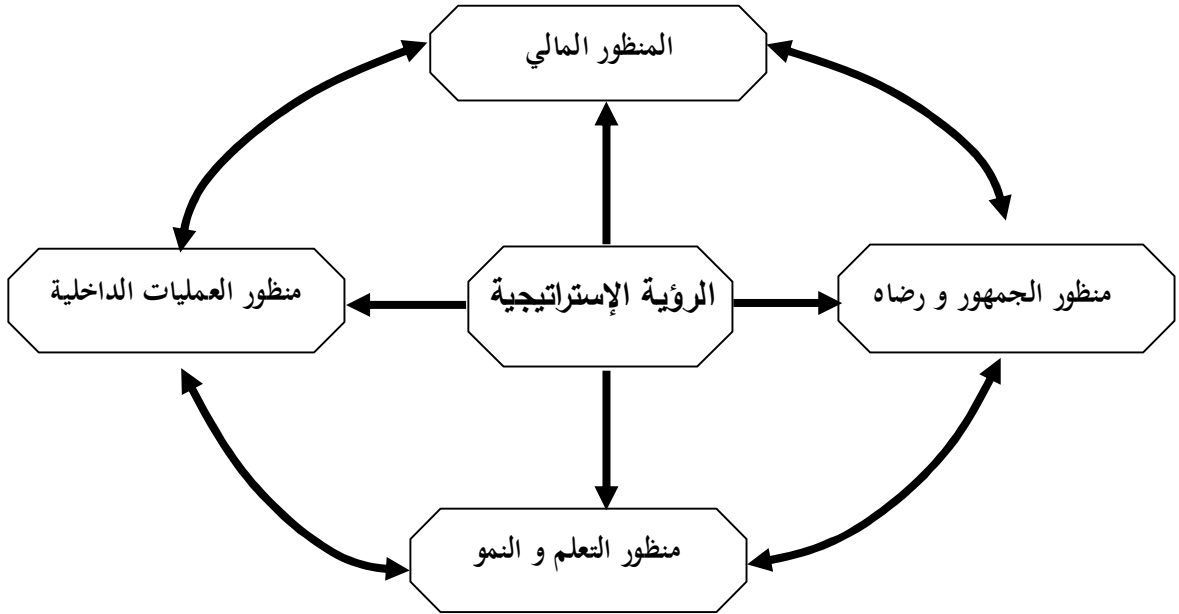 المنظور المالي
منظور الجمهور و رضاه
الرؤية الإستراتيجية
منظور العمليات الداخلية
منظور التعلم و النمو